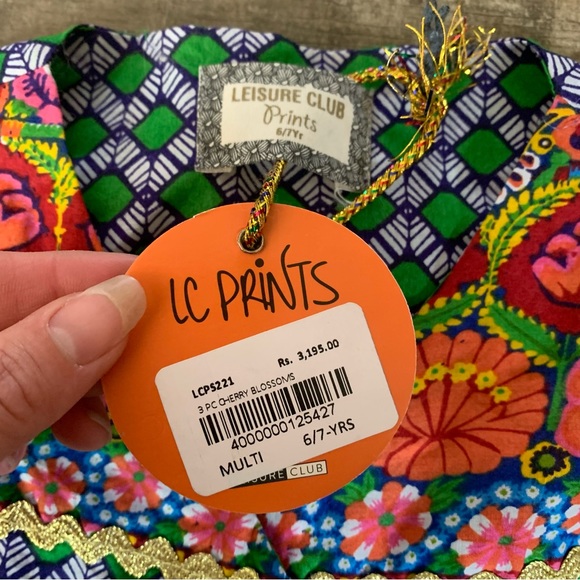 LEISURE CLUB
Prints
6/7Yr
LC PRINTS
LCPS221 Rs. 3,195.00
3 PC CHERRY BLOSSOMS
4000000125427
MULTI 6/7-YRS
CLUB